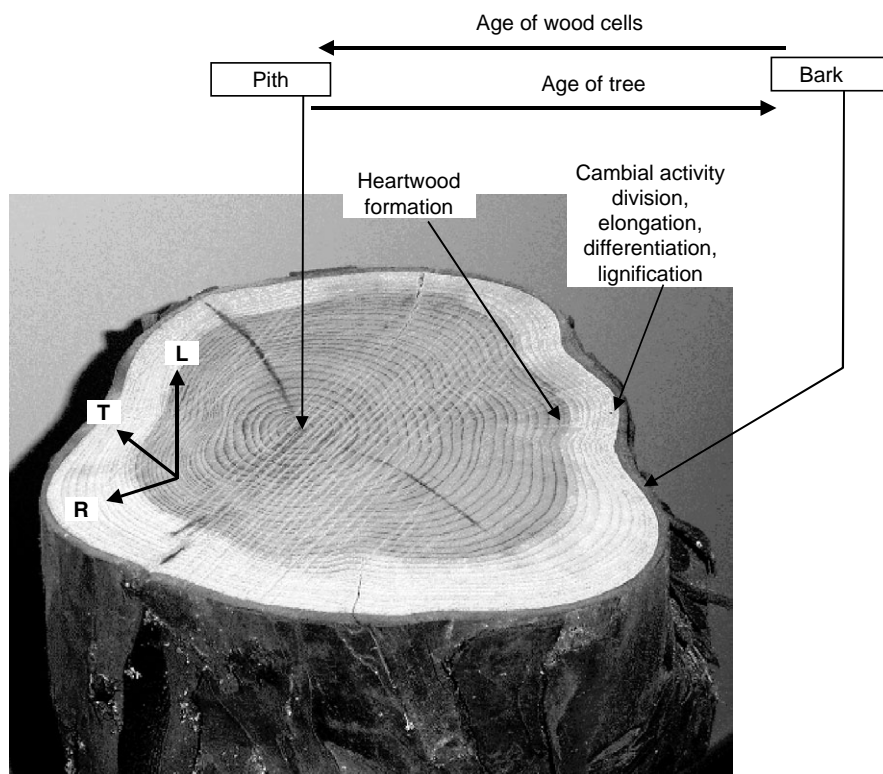 Age of wood cells
Pith
Bark
Age of tree
Heartwood
formation
Cambial activity
division,
elongation,
differentiation,
lignification
L
T
R